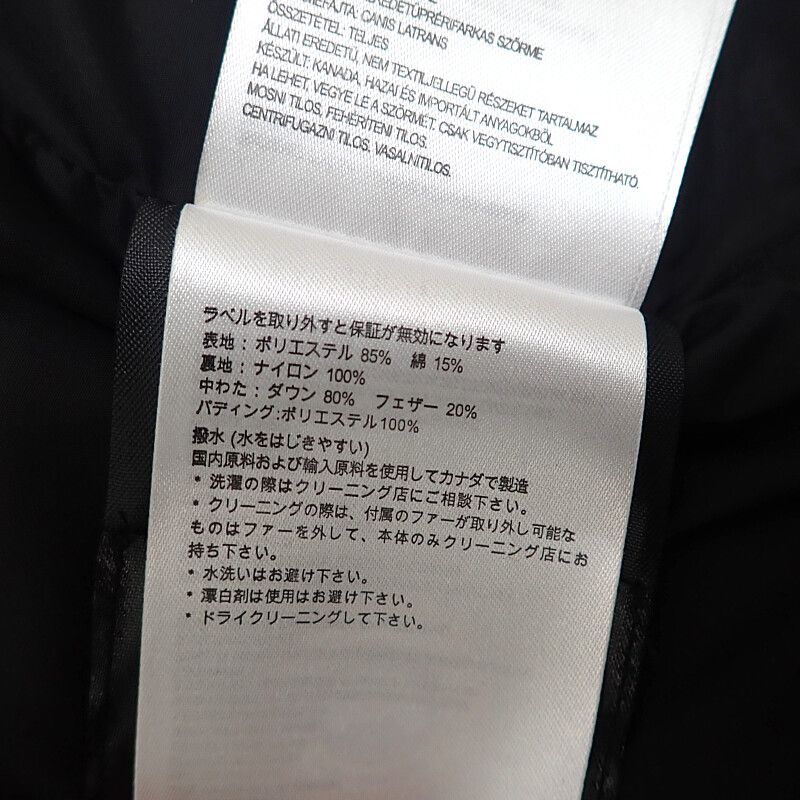 EREDETŰPRÉRIFARKAS SZŐRME
CANIS LATRANS
ÖSSZETÉTEL: TELJES
ÁLLATI EREDETŰ, NEM TEXTILJELLEGŰ RÉSZEKET TARTALMAZ
KÉSZÜLT: KANADA, HAZAI ÉS IMPORTÁLT ANYAGOKBÓL
HA LEHET, VEGYE LE A SZŐRMÉT. CSAK VEGYTISZTÍTÓBAN TISZTÍTHATÓ.
MOSNI TILOS, FEHÉRÍTENI TILOS.
CENTRIFUGÁZNI TILOS, VASALNITILOS.
ラベルを取り外すと保証が無効になります
表地：ポリエステル 85% 綿 15%
裏地：ナイロン 100%
中わた：ダウン 80% フェザー 20%
パディング:ポリエステル100%
撥水 (水をはじきやすい)
国内原料および輸入原料を使用してカナダで製造
* 洗濯の際はクリーニング店にご相談下さい。
* クリーニングの際は、付属のファーが取り外し可能な
ものはファーを外して、本体のみクリーニング店にお
持ち下さい。
* 水洗いはお避け下さい。
* 漂白剤は使用はお避け下さい。
* ドライクリーニングして下さい。